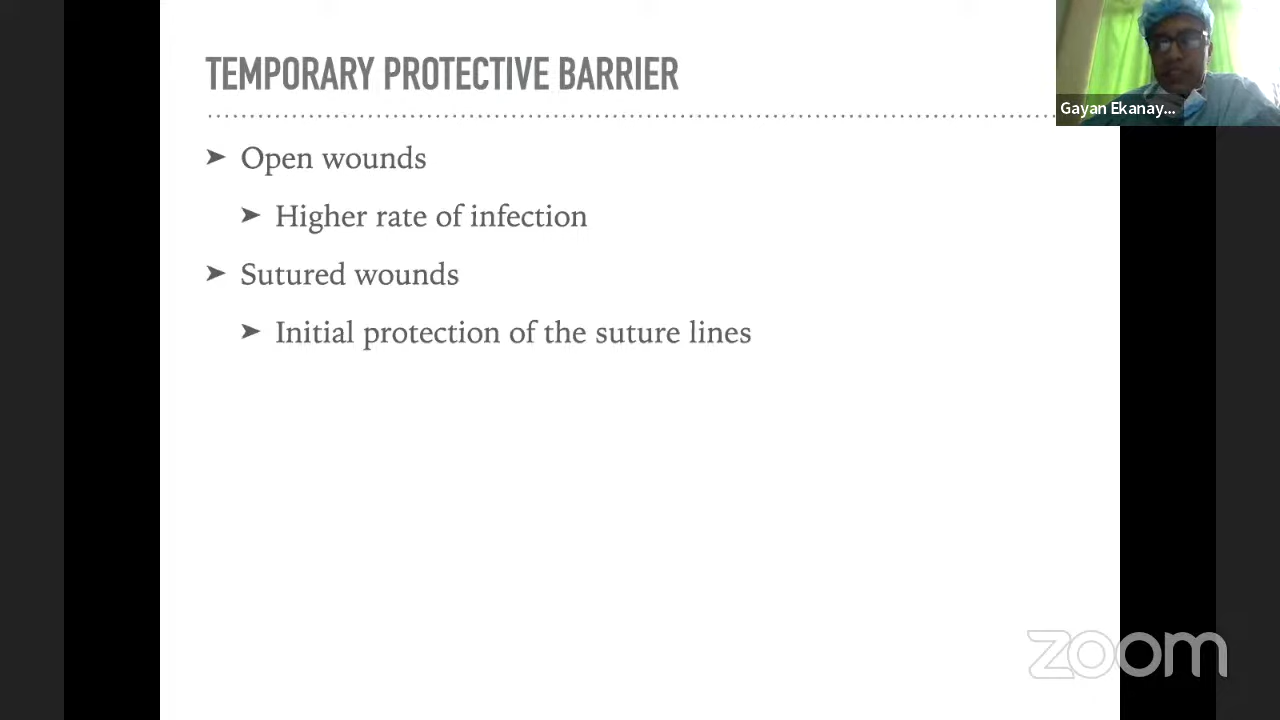 TEMPORARY PROTECTIVE BARRIER
Gayan Ekanay...
➤ Open wounds
➤ Higher rate of infection
➤ Sutured wounds
➤ Initial protection of the suture lines
zoom